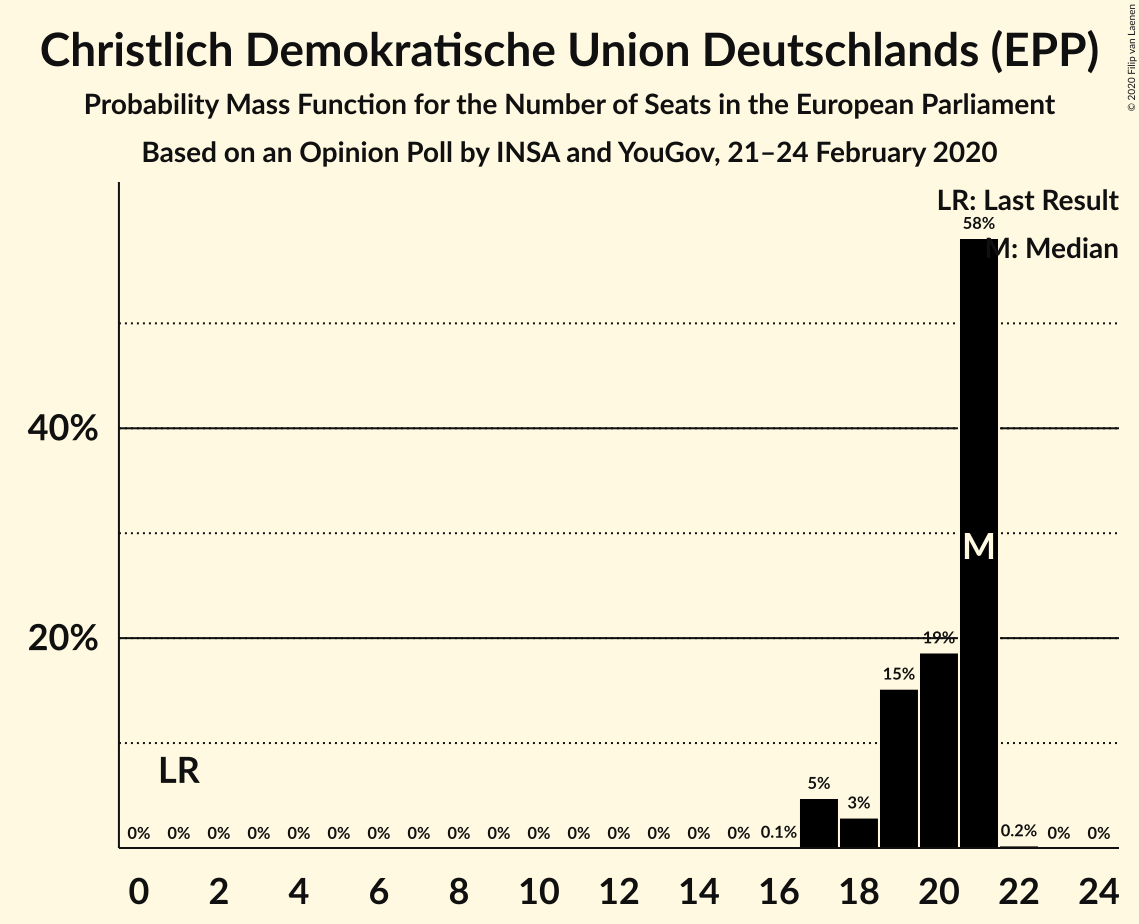 Christlich Demokratische Union Deutschlands (EPP)
Probability Mass Function for the Number of Seats in the European Parliament
Based on an Opinion Poll by INSA and YouGov, 21–24 February 2020
© 2020 Filip van Laenen
LR: Last Result
58%
M: Median
40%
M
20%
19%
15%
LR
5%
3%
0% 0% 0% 0% 0% 0% 0% 0% 0% 0% 0% 0% 0% 0% 0% 0% 0.1% 0.2% 0% 0%
0 2 4 6 8 10 12 14 16 18 20 22 24